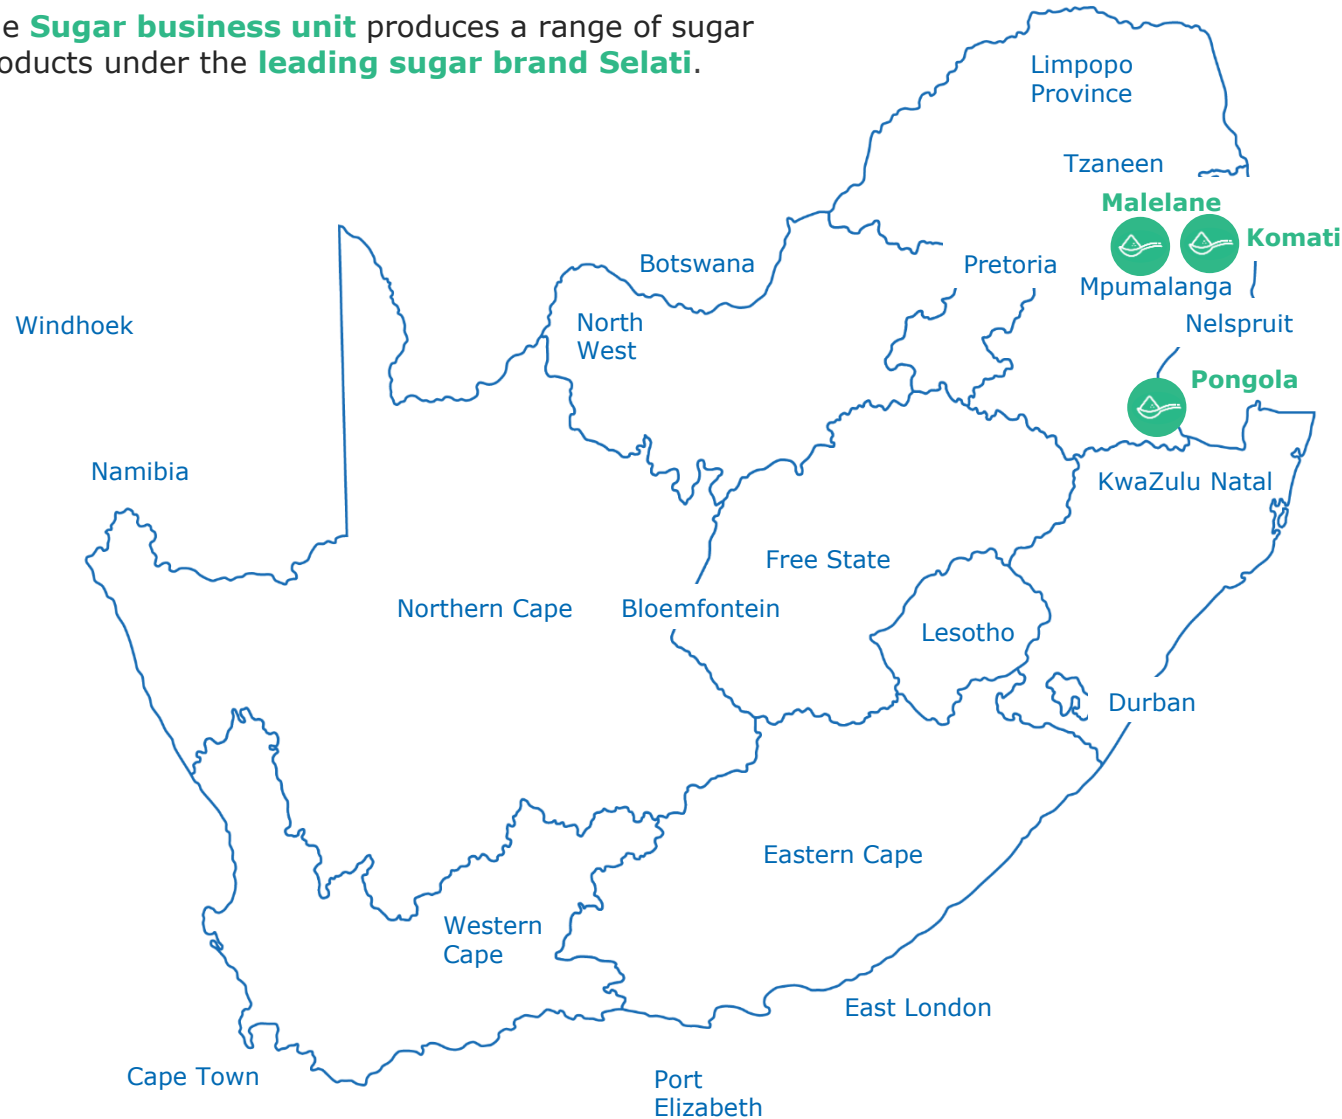 Sugar business unit produces a range of sugar
under the leading sugar brand Selati.
Limpopo
Province
Tzaneen
Malelane
Komati
Botswana
Pretoria
Mpumalanga
Windhoek
North
West
Nelspruit
Pongola
Namibia
KwaZulu Natal
Free State
Northern Cape
Bloemfontein
Lesotho
Durban
Eastern Cape
Western
Cape
East London
Cape Town
Port
Elizabeth